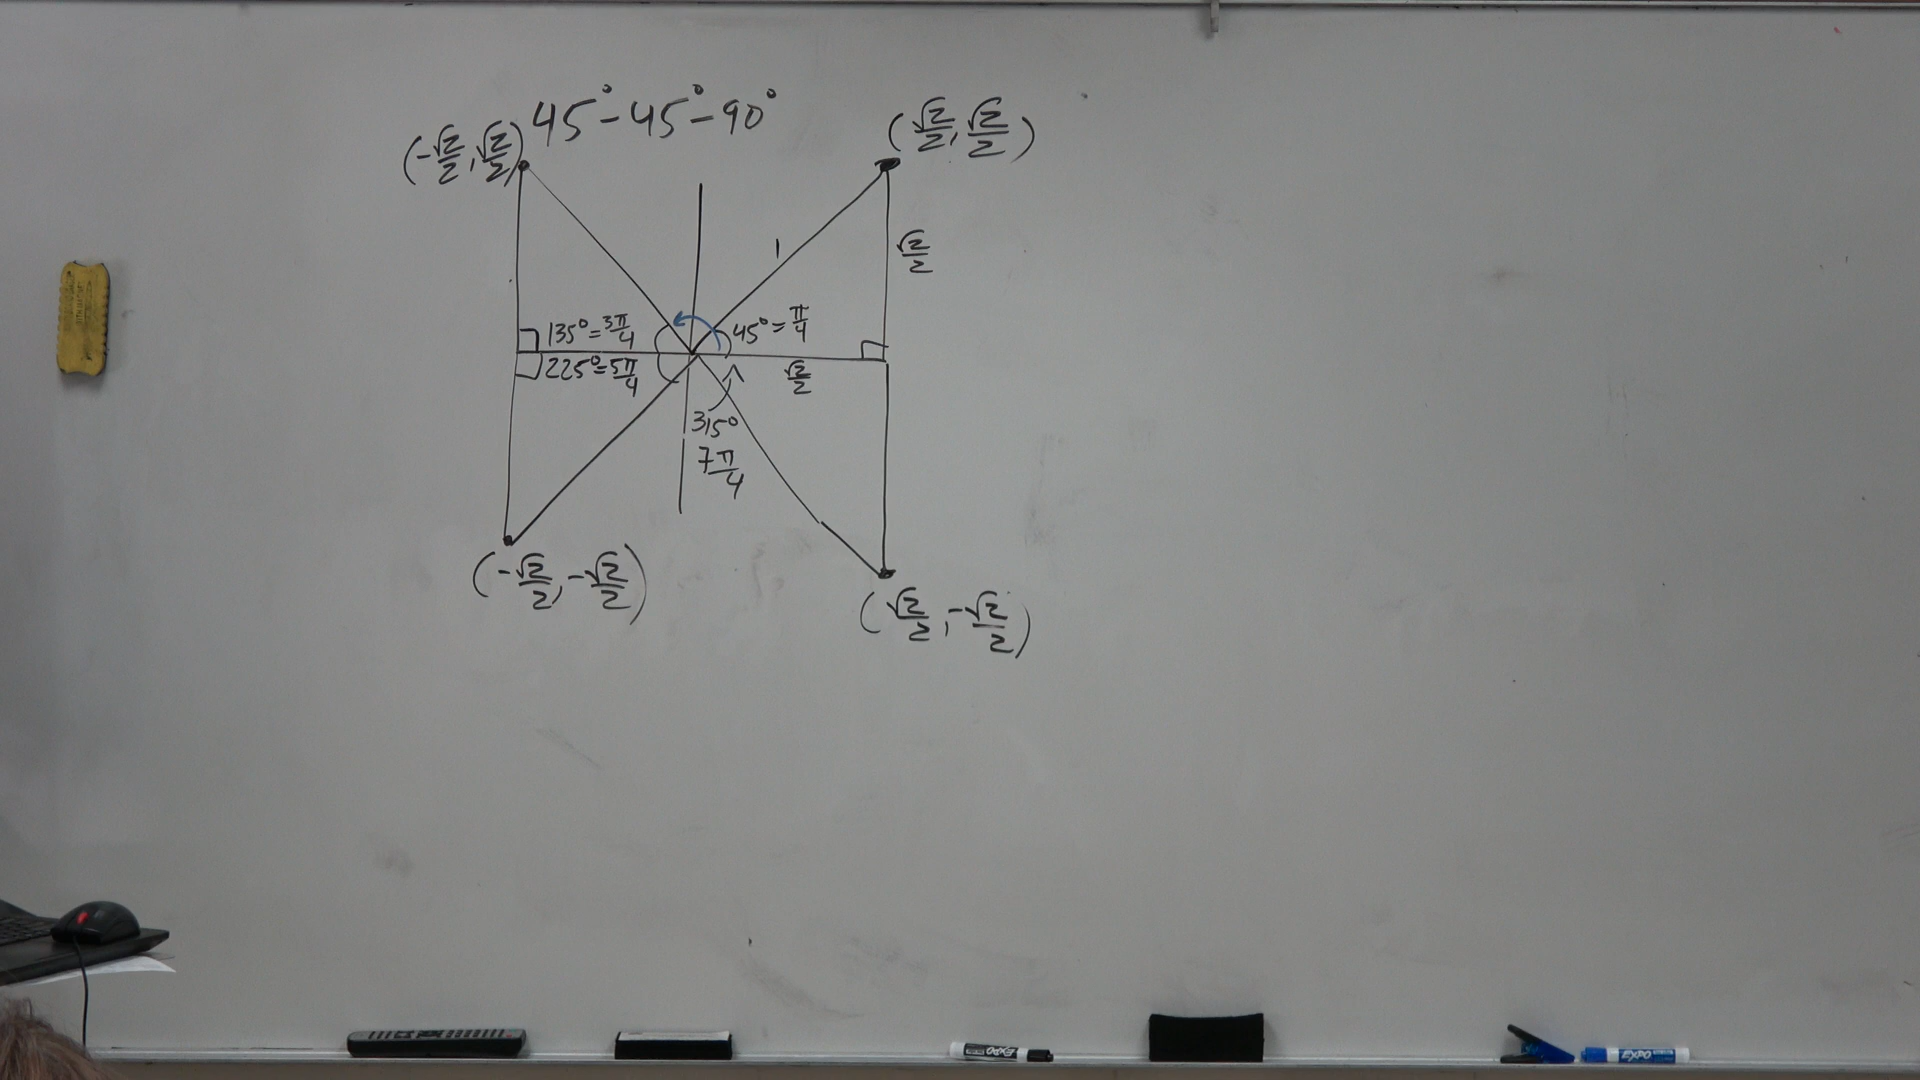 45°-45°-90°
(-√2/2, √2/2)
(√2/2, √2/2)
1
√2/2
135°=3π/4
45°=π/4
225°=5π/4
√2/2
315°
7π/4
(-√2/2, -√2/2)
(√2/2, -√2/2)
EXPO
EXPO